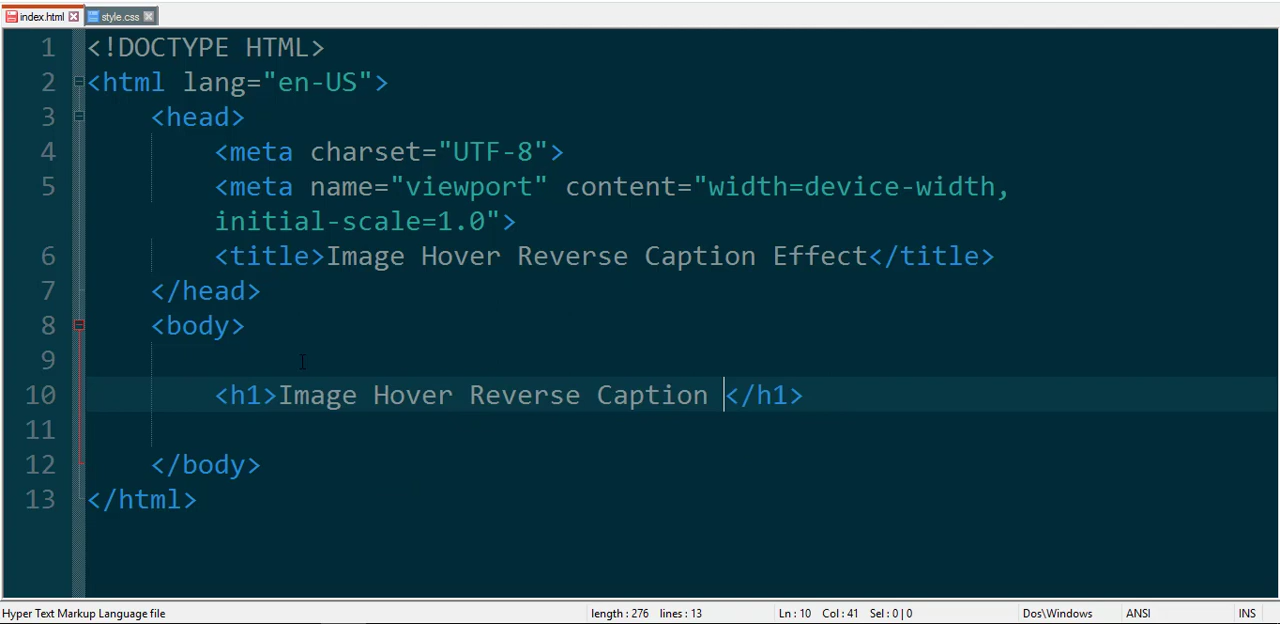 index.html style.css
1 <!DOCTYPE HTML>
2 <html lang="en-US">
3 <head>
4 <meta charset="UTF-8">
5 <meta name="viewport" content="width=device-width,
initial-scale=1.0">
6 <title>Image Hover Reverse Caption Effect</title>
7 </head>
8 <body>
9
10 <h1>Image Hover Reverse Caption </h1>
11
12 </body>
13 </html>
Hyper Text Markup Language file length : 276 lines : 13 Ln : 10 Col : 41 Sel : 0 | 0 Dos\Windows ANSI INS